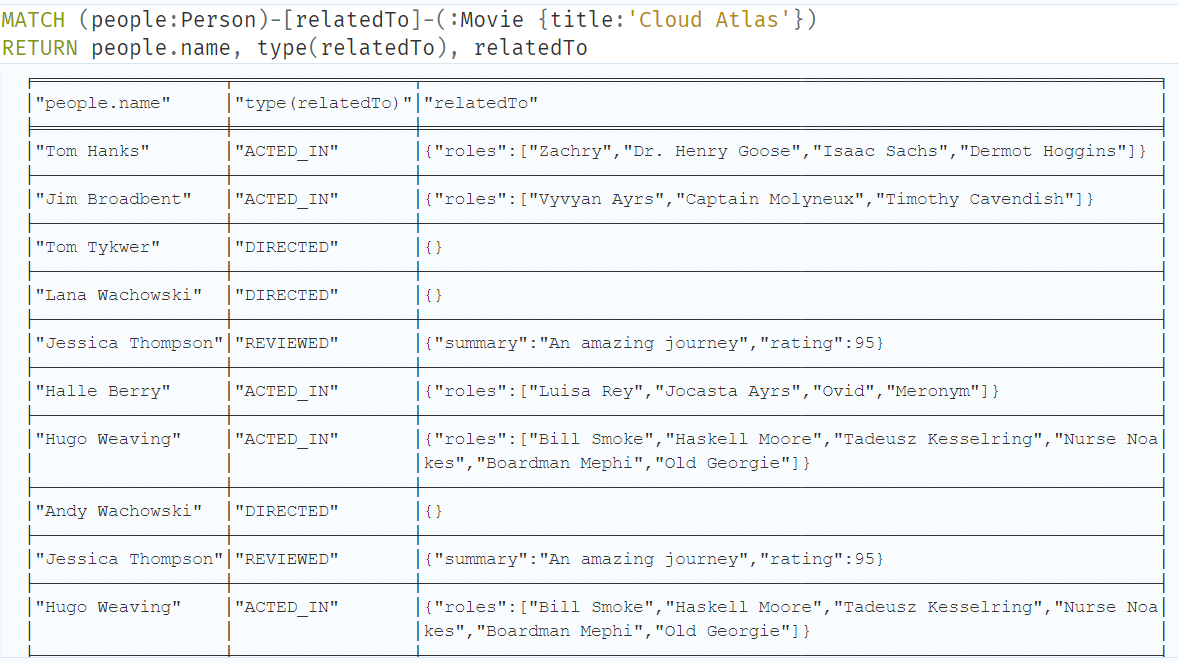 MATCH (people:Person)-[relatedTo]-(:Movie {title:'Cloud Atlas'})
RETURN people.name, type(relatedTo), relatedTo
"people.name" "type(relatedTo)" "relatedTo"
"Tom Hanks" "ACTED_IN" {"roles":["Zachry","Dr. Henry Goose","Isaac Sachs","Dermot Hoggins"]}
"Jim Broadbent" "ACTED_IN" {"roles":["Vyvyan Ayrs","Captain Molyneux","Timothy Cavendish"]}
"Tom Tykwer" "DIRECTED" {}
"Lana Wachowski" "DIRECTED" {}
"Jessica Thompson" "REVIEWED" {"summary":"An amazing journey","rating":95}
"Halle Berry" "ACTED_IN" {"roles":["Luisa Rey","Jocasta Ayrs","Ovid","Meronym"]}
"Hugo Weaving" "ACTED_IN" {"roles":["Bill Smoke","Haskell Moore","Tadeusz Kesselring","Nurse Noa
kes","Boardman Mephi","Old Georgie"]}
"Andy Wachowski" "DIRECTED" {}
"Jessica Thompson" "REVIEWED" {"summary":"An amazing journey","rating":95}
"Hugo Weaving" "ACTED_IN" {"roles":["Bill Smoke","Haskell Moore","Tadeusz Kesselring","Nurse Noa
kes","Boardman Mephi","Old Georgie"]}